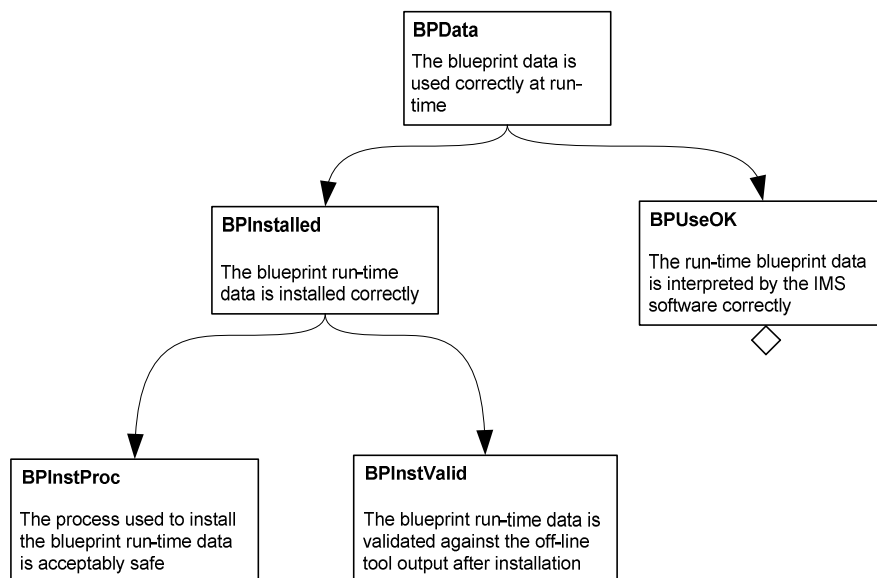 BPData
The blueprint data is
used correctly at run-
time
BPInstalled
The blueprint run-time
data is installed correctly
BPUseOK
The run-time blueprint data
is interpreted by the IMS
software correctly
BPInstProc
The process used to install
the blueprint run-time data
is acceptably safe
BPInstValid
The blueprint run-time data is
validated against the off-line
tool output after installation